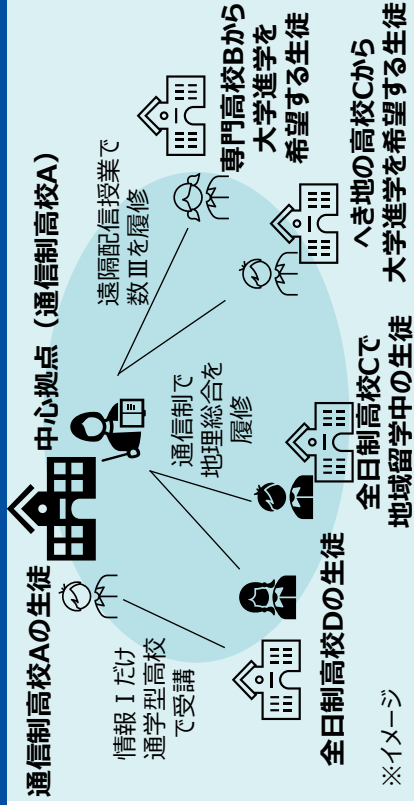 通信制高校Aの生徒
中心拠点（通信制高校A）
情報Ⅰだけ
通学型高校
で受講
通信制で
地理総合を
履修
遠隔配信授業で
数Ⅲを履修
専門高校Bから
大学進学を
希望する生徒
へき地の高校Cから
大学進学を希望する生徒
全日制高校Cで
地域留学中の生徒
全日制高校Dの生徒
※イメージ